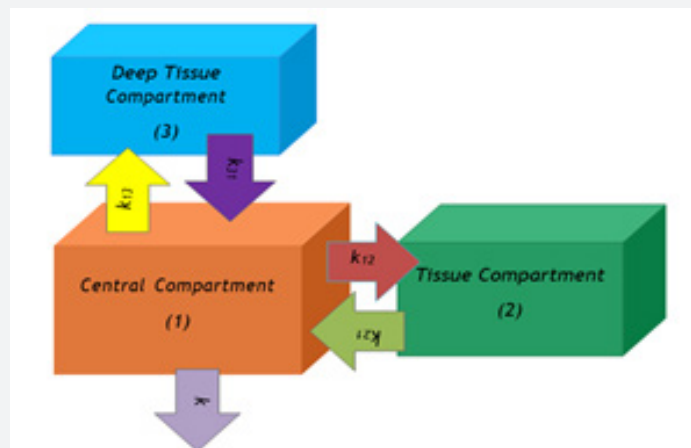 Deep Tissue
Compartment
(3)
k13
k31
Central Compartment
(1)
k12
Tissue Compartment
(2)
k21
k